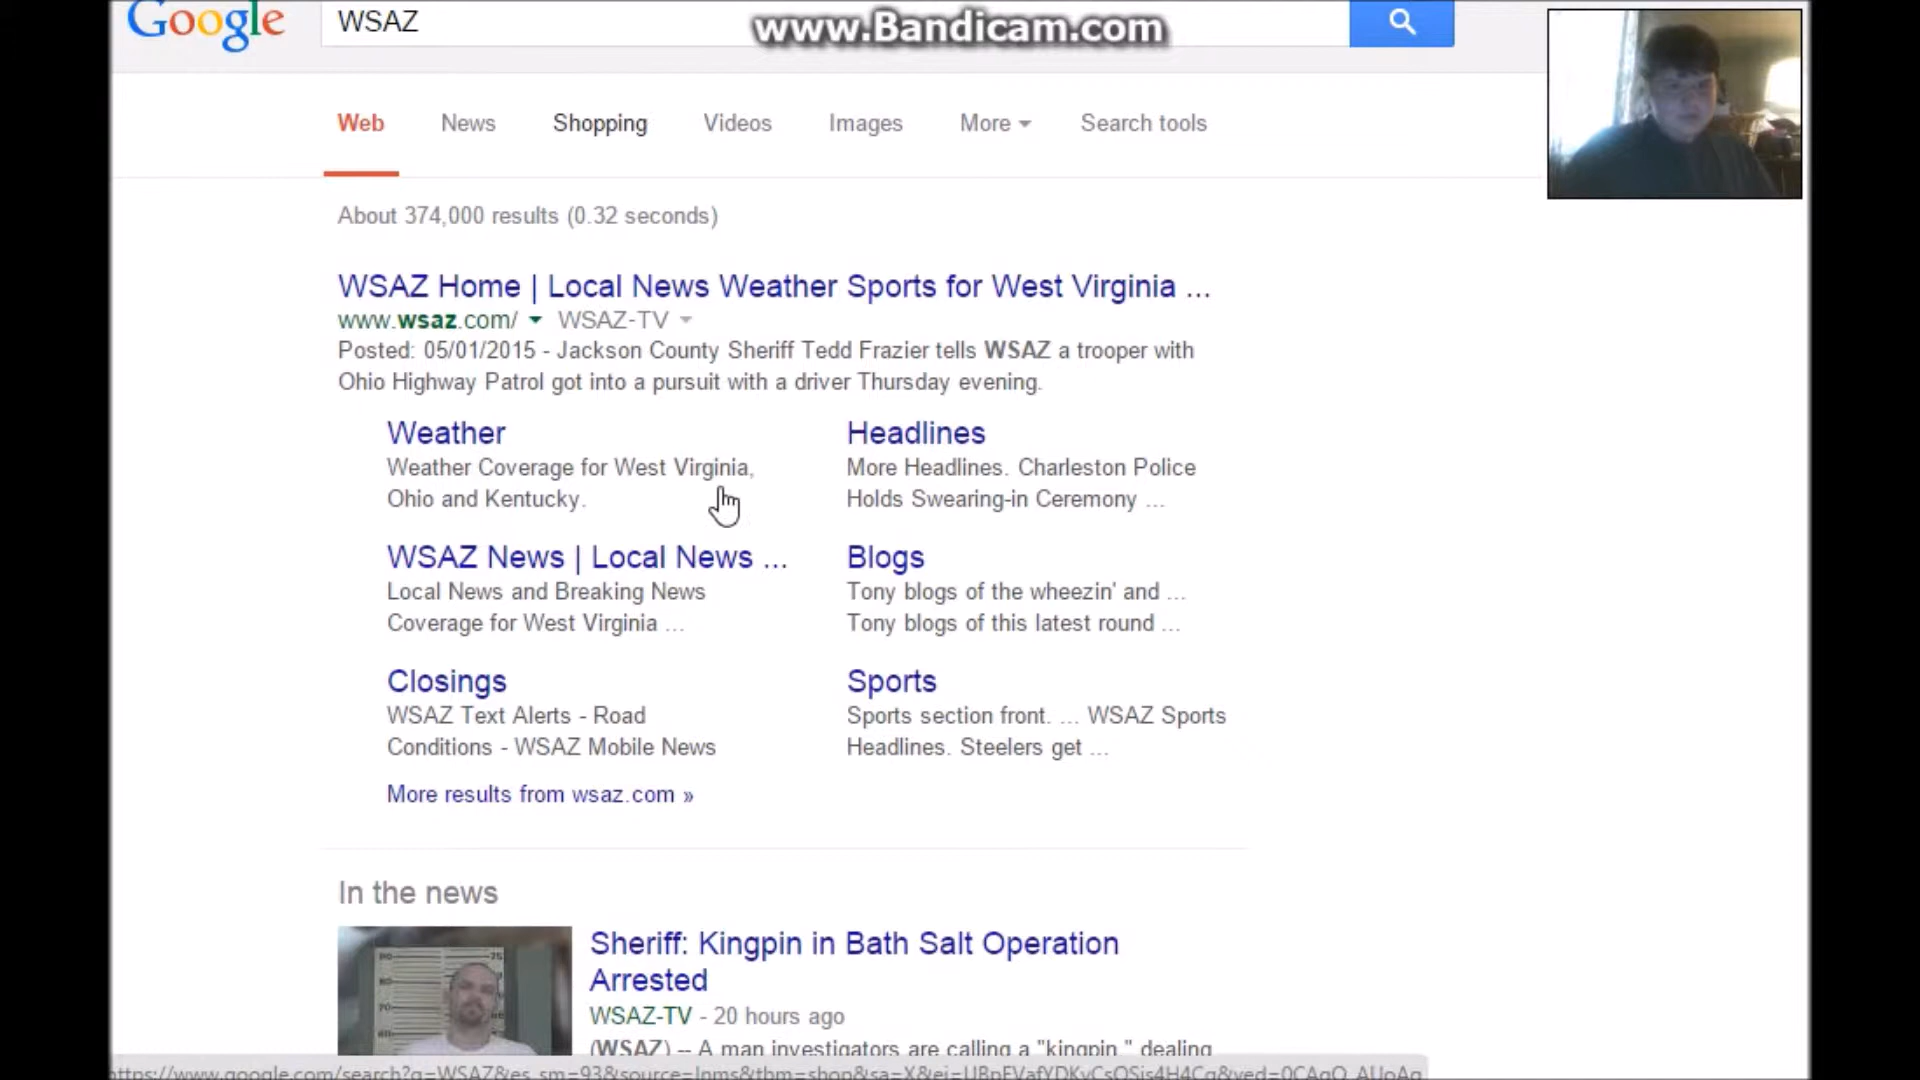 Google
WSAZ
www.Bandicam.com
Web News Shopping Videos Images More Search tools
About 374,000 results (0.32 seconds)
WSAZ Home | Local News Weather Sports for West Virginia ...
www.wsaz.com/ WSAZ-TV
Posted: 05/01/2015 - Jackson County Sheriff Tedd Frazier tells WSAZ a trooper with
Ohio Highway Patrol got into a pursuit with a driver Thursday evening.
Weather
Weather Coverage for West Virginia,
Ohio and Kentucky.
Headlines
More Headlines. Charleston Police
Holds Swearing-in Ceremony ...
WSAZ News | Local News ...
Local News and Breaking News
Coverage for West Virginia ...
Blogs
Tony blogs of the wheezin' and ...
Tony blogs of this latest round ...
Closings
WSAZ Text Alerts - Road
Conditions - WSAZ Mobile News
Sports
Sports section front. ... WSAZ Sports
Headlines. Steelers get ...
More results from wsaz.com »
In the news
Sheriff: Kingpin in Bath Salt Operation
Arrested
WSAZ-TV - 20 hours ago
(WSAZ) -- A man investigators are calling a "kingpin," dealing